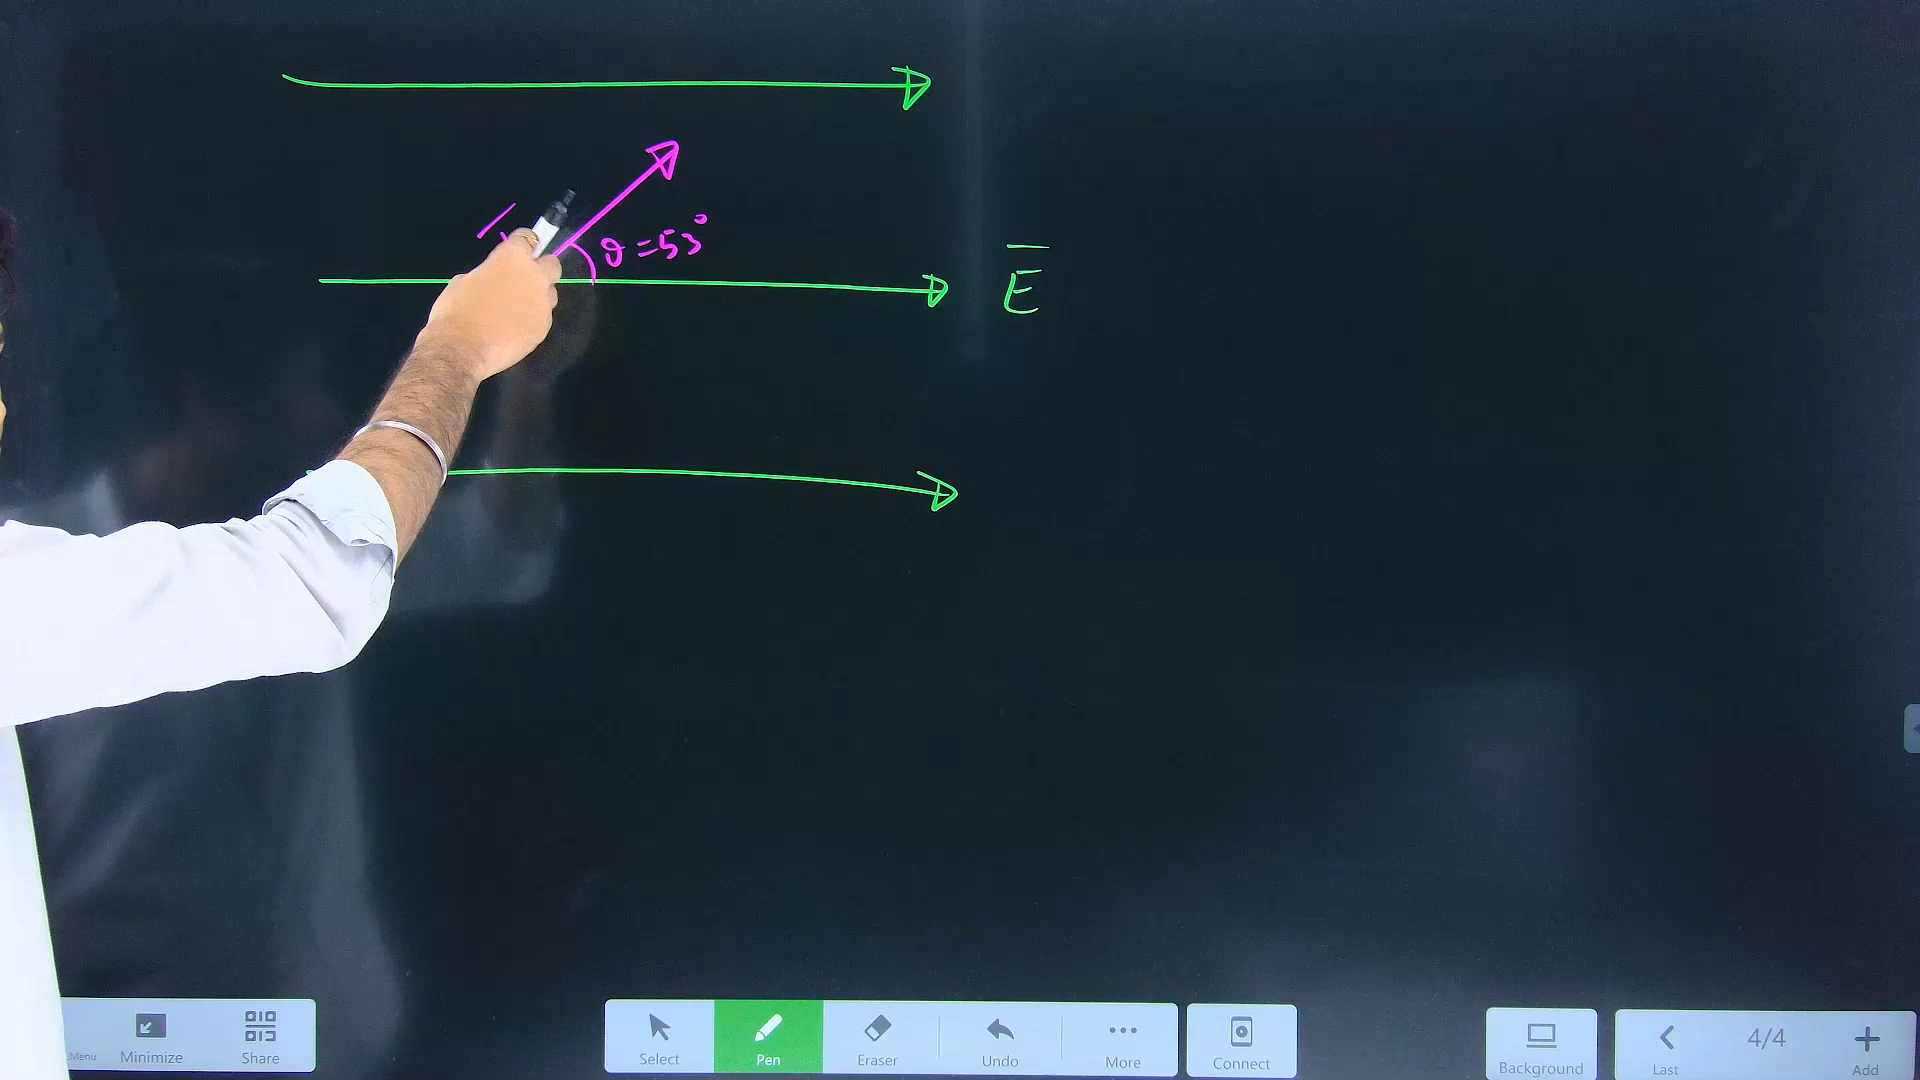 θ = 53°
E̅
Menu
Minimize
Share
Select
Pen
Eraser
Undo
More
Connect
Background
Last
4/4
Add